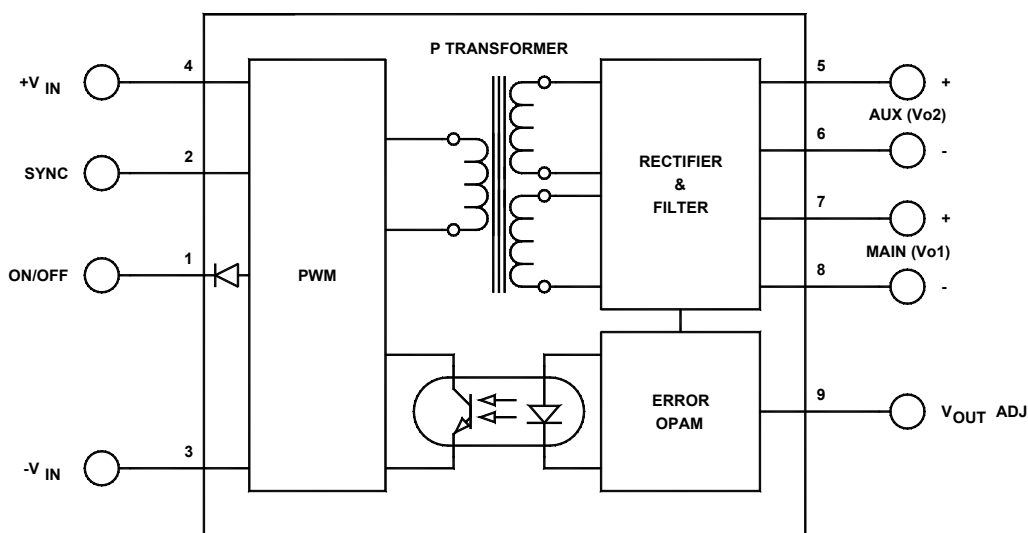 P TRANSFORMER
+V IN
4
SYNC
2
ON/OFF
1
-V IN
3
PWM
RECTIFIER
&
FILTER
ERROR
OPAM
5
+
AUX (Vo2)
6
-
7
+
MAIN (Vo1)
8
-
9
VOUT ADJ